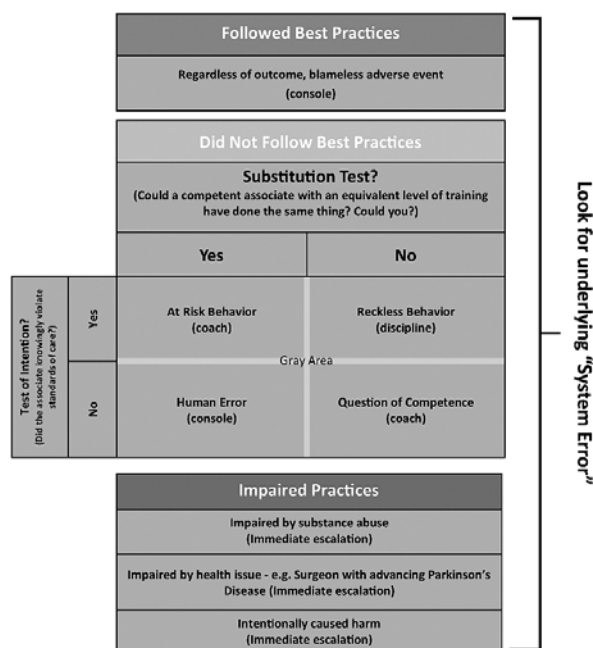 Followed Best Practices
Regardless of outcome, blameless adverse event
(console)
Did Not Follow Best Practices
Substitution Test?
(Could a competent associate with an equivalent level of training
have done the same thing? Could you?)
Yes
No
Test of Intention?
(Did the associate knowingly violate
standards of care?)
Yes
At Risk Behavior
(coach)
Reckless Behavior
(discipline)
Gray Area
No
Human Error
(console)
Question of Competence
(coach)
Impaired Practices
Impaired by substance abuse
(Immediate escalation)
Impaired by health issue - e.g. Surgeon with advancing Parkinson's
Disease (Immediate escalation)
Intentionally caused harm
(Immediate escalation)
Look for underlying "System Error"